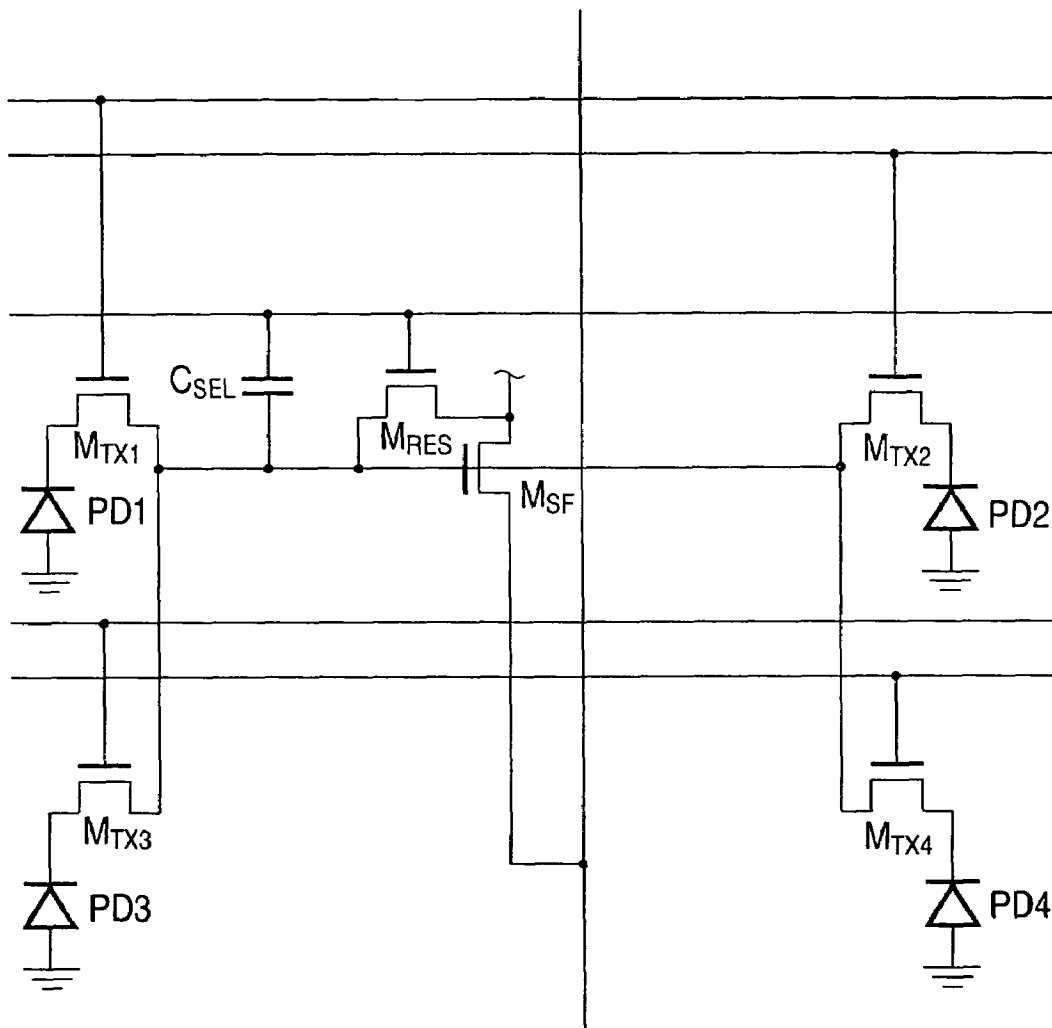 C_SEL
M_TX1
M_RES
M_TX2
PD1
M_SF
PD2
M_TX3
M_TX4
PD3
PD4